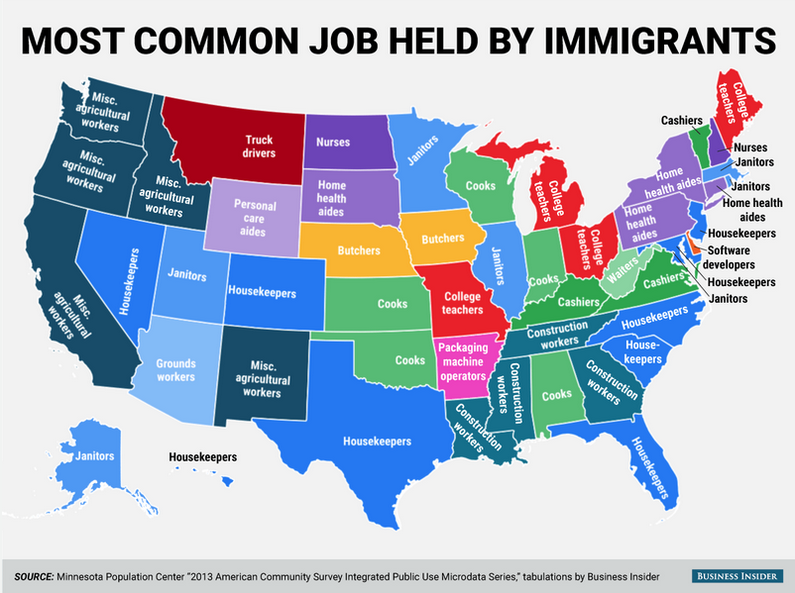 MOST COMMON JOB HELD BY IMMIGRANTS
Misc.
agricultural
workers
Misc.
agricultural
workers
Misc.
agricultural
workers
Truck
drivers
Nurses
Janitors
Cooks
College
teachers
College
teachers
Cashiers
Nurses
Janitors
Janitors
Home health
aides
Home
health aides
Home
health
aides
Housekeepers
Software
developers
Housekeepers
Janitors
Personal
care
aides
Home
health
aides
Butchers
Butchers
Janitors
Cooks
College
teachers
Waiters
Cashiers
Cashiers
Misc.
agricultural
workers
Housekeepers
Janitors
Housekeepers
Cooks
College
teachers
Construction
workers
Housekeepers
House-
keepers
Grounds
workers
Misc.
agricultural
workers
Cooks
Packaging
machine
operators
Construction
workers
Construction
workers
Cooks
Construction
workers
Housekeepers
Housekeepers
Janitors
Housekeepers
SOURCE: Minnesota Population Center "2013 American Community Survey Integrated Public Use Microdata Series," tabulations by Business Insider
BUSINESS INSIDER